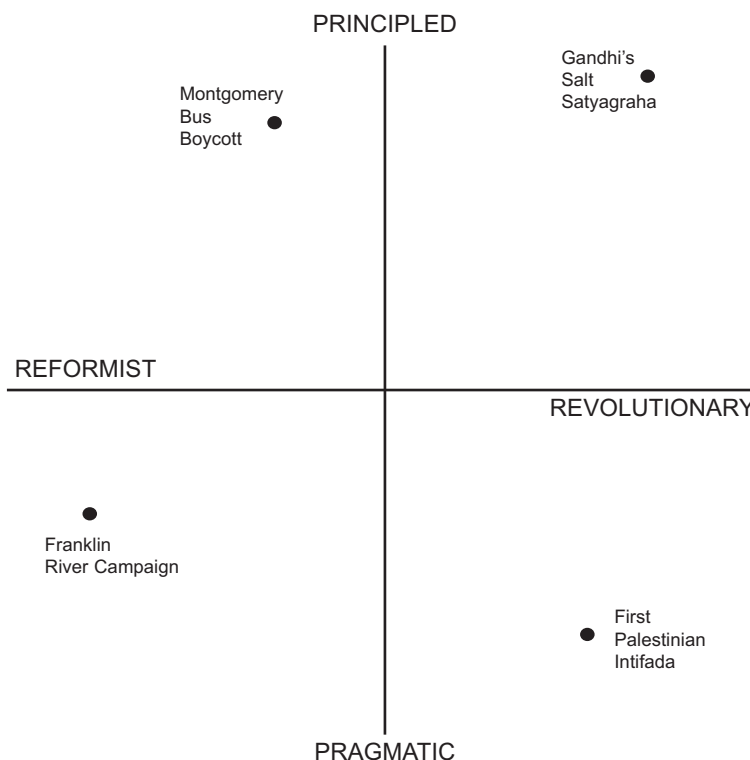 PRINCIPLED
Montgomery
Bus
Boycott
Gandhi’s
Salt
Satyagraha
REFORMIST
REVOLUTIONARY
Franklin
River Campaign
First
Palestinian
Intifada
PRAGMATIC